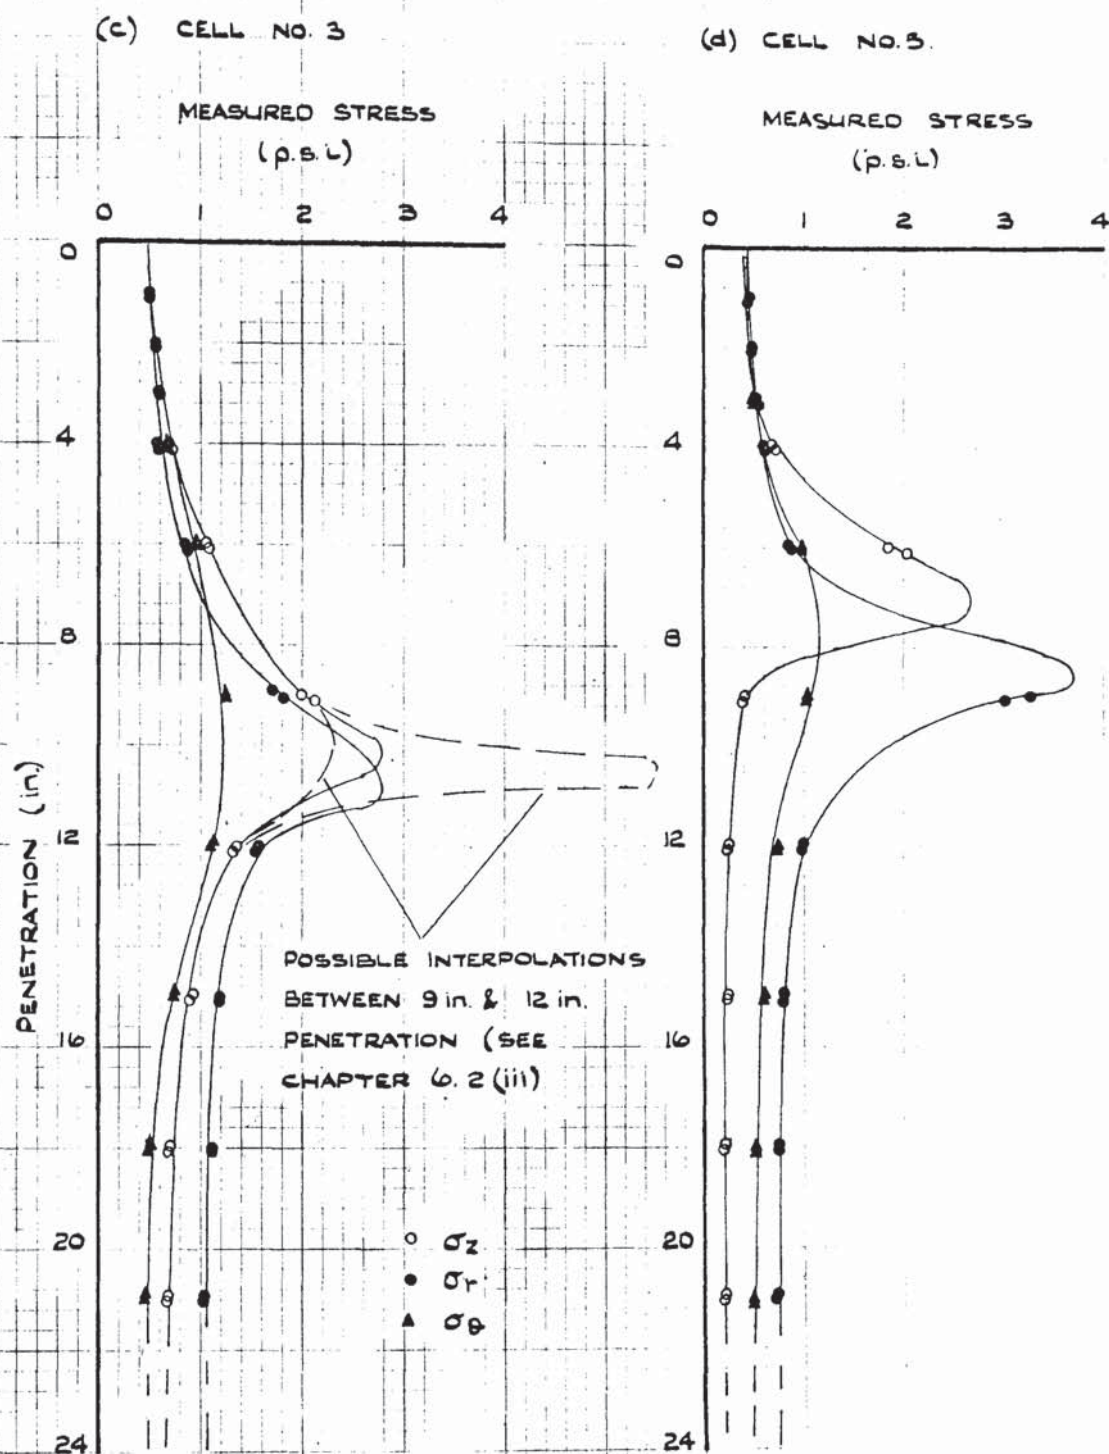 (c) CELL NO. 3
MEASURED STRESS
(p.s.i)
0 1 2 3 4
0
4
8
12
16
20
24
PENETRATION (in.)
POSSIBLE INTERPOLATIONS
BETWEEN 9 in. & 12 in.
PENETRATION (SEE
CHAPTER 6.2 (iii)
σz
σr
σθ
(d) CELL NO.5.
MEASURED STRESS
(p.s.i)
0 1 2 3 4
0
4
8
12
16
20
24